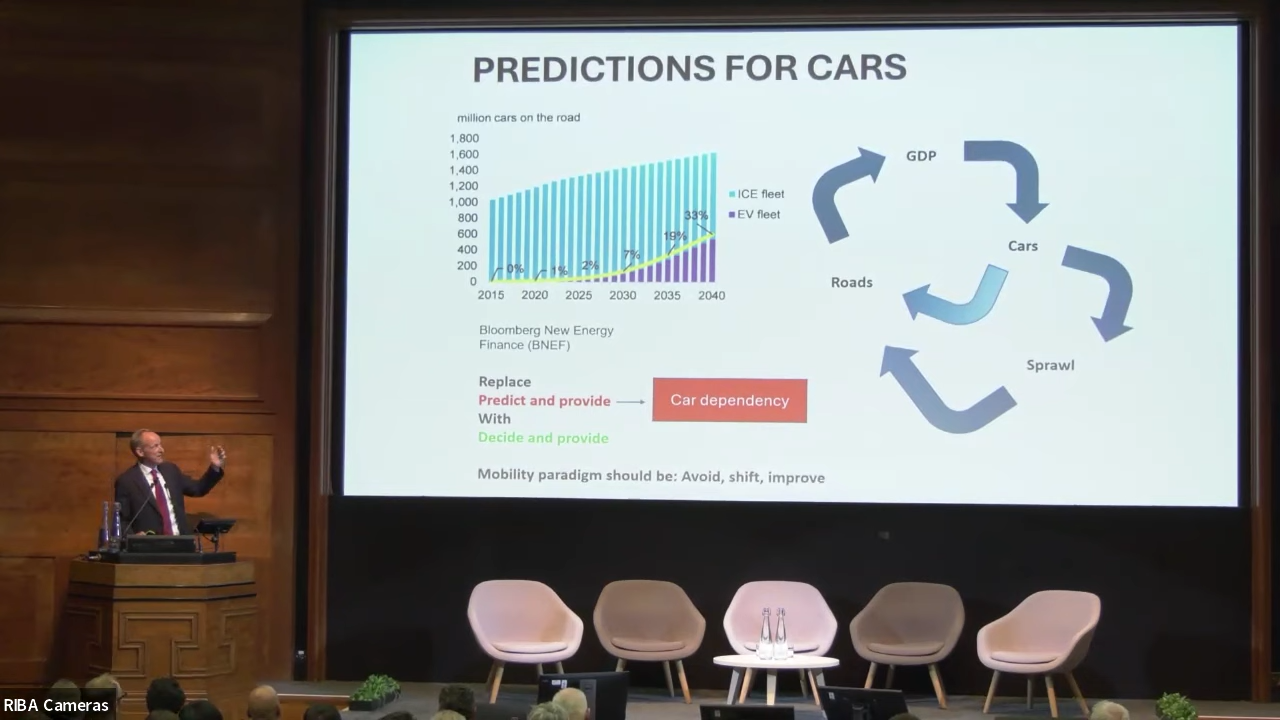 PREDICTIONS FOR CARS
million cars on the road
1,800
1,600
1,400
1,200
1,000
800
600
400
200
0
0%
1%
2%
7%
19%
33%
2015 2020 2025 2030 2035 2040
ICE fleet
EV fleet
GDP
Cars
Roads
Sprawl
Bloomberg New Energy
Finance (BNEF)
Replace
Predict and provide
Car dependency
With
Decide and provide
Mobility paradigm should be: Avoid, shift, improve
RIBA Cameras